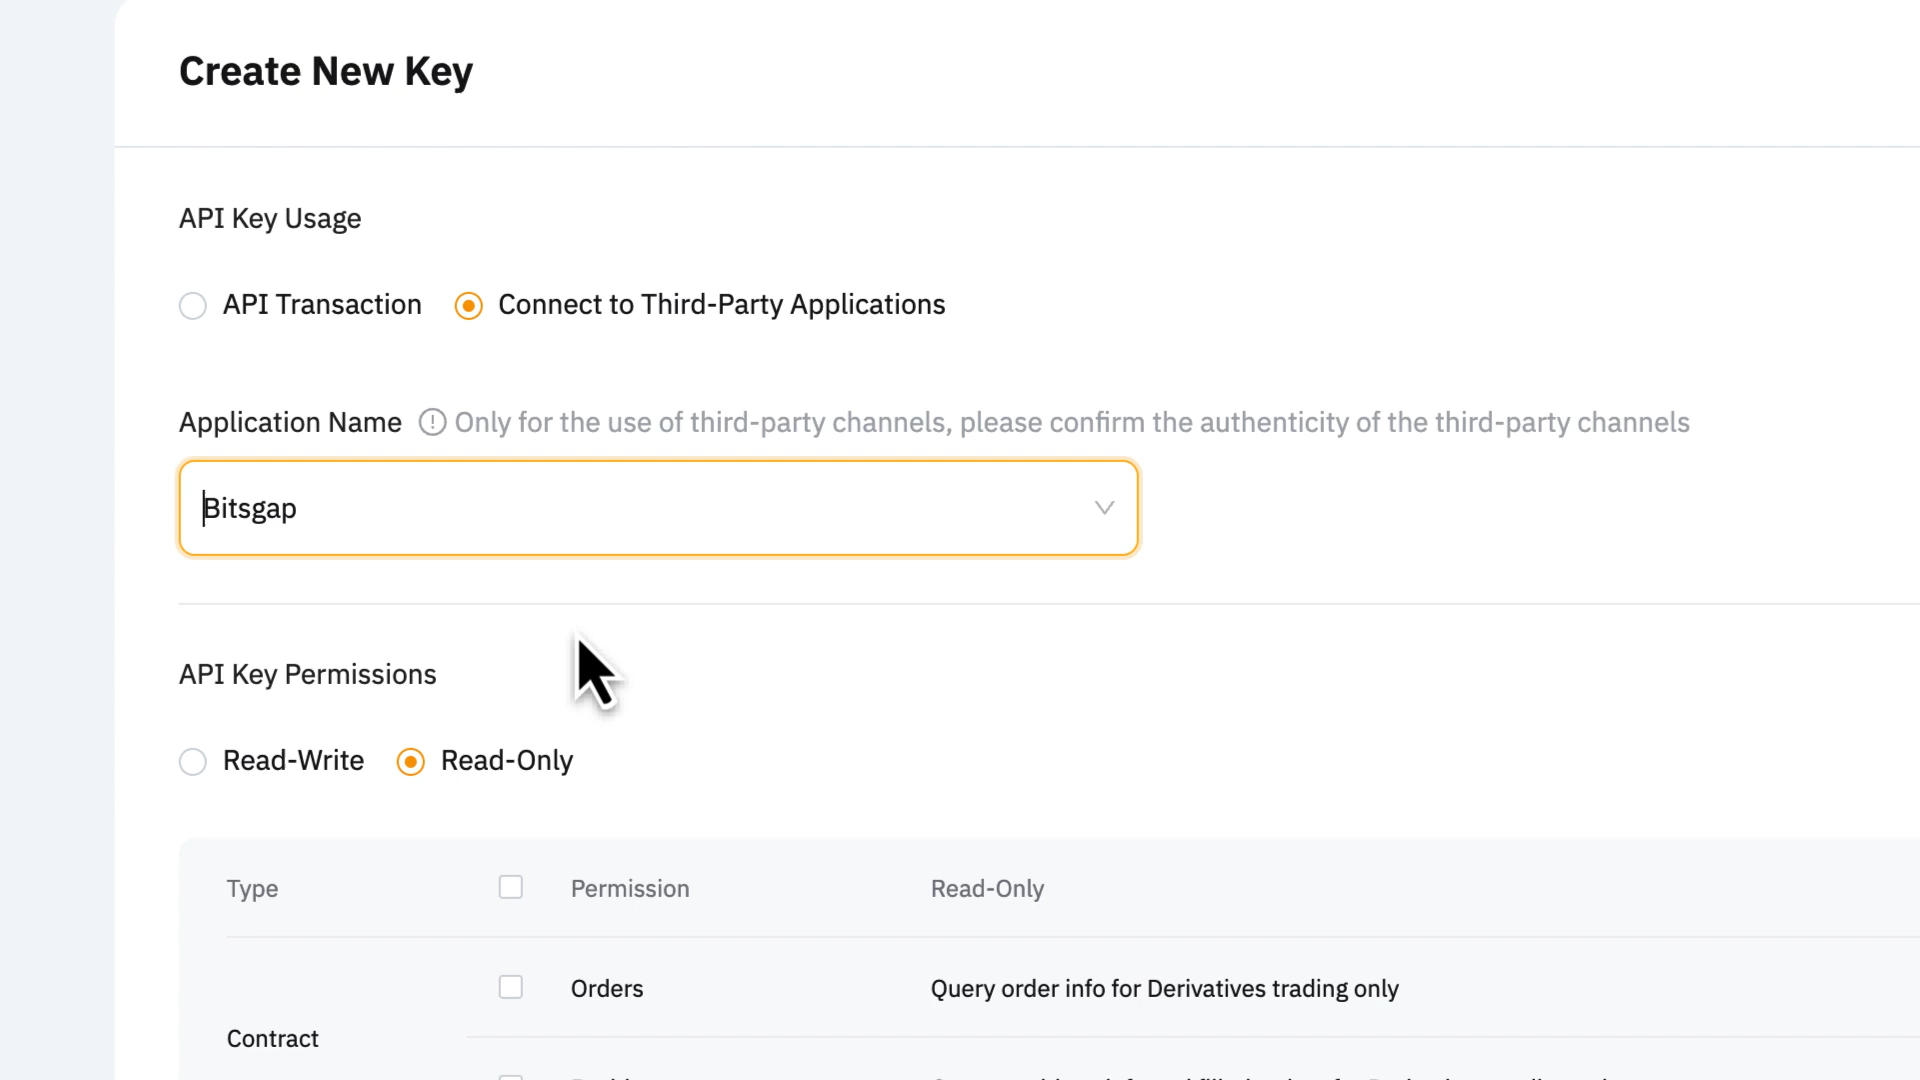 Create New Key
API Key Usage
API Transaction Connect to Third-Party Applications
Application Name Only for the use of third-party channels, please confirm the authenticity of the third-party channels
Bitsgap
API Key Permissions
Read-Write Read-Only
Type Permission Read-Only
Orders Query order info for Derivatives trading only
Contract